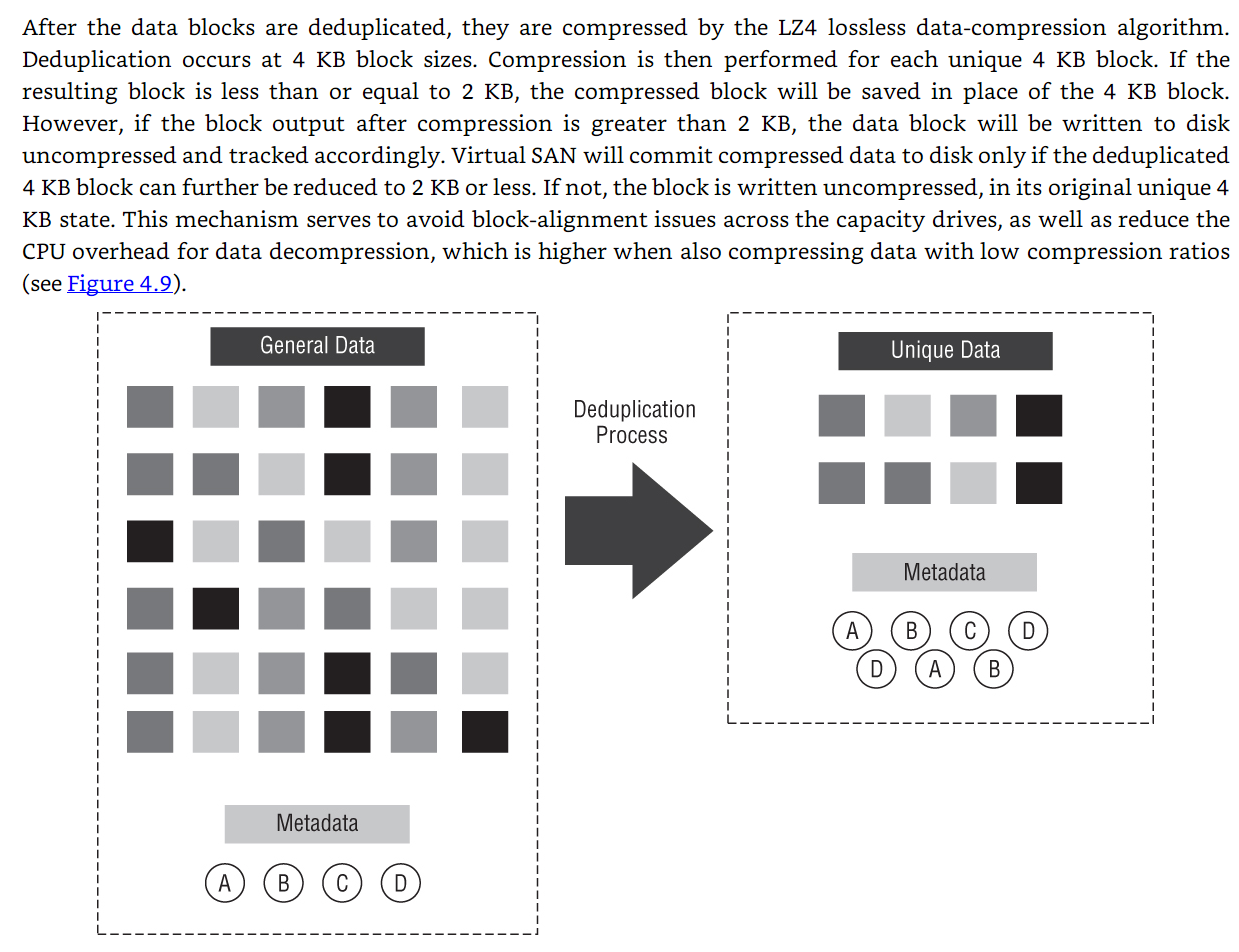 After the data blocks are deduplicated, they are compressed by the LZ4 lossless data-compression algorithm.
Deduplication occurs at 4 KB block sizes. Compression is then performed for each unique 4 KB block. If the
resulting block is less than or equal to 2 KB, the compressed block will be saved in place of the 4 KB block.
However, if the block output after compression is greater than 2 KB, the data block will be written to disk
uncompressed and tracked accordingly. Virtual SAN will commit compressed data to disk only if the deduplicated
4 KB block can further be reduced to 2 KB or less. If not, the block is written uncompressed, in its original unique 4
KB state. This mechanism serves to avoid block-alignment issues across the capacity drives, as well as reduce the
CPU overhead for data decompression, which is higher when also compressing data with low compression ratios
(see Figure 4.9).
General Data
Metadata
A B C D
Deduplication
Process
Unique Data
Metadata
A B C D
D A B